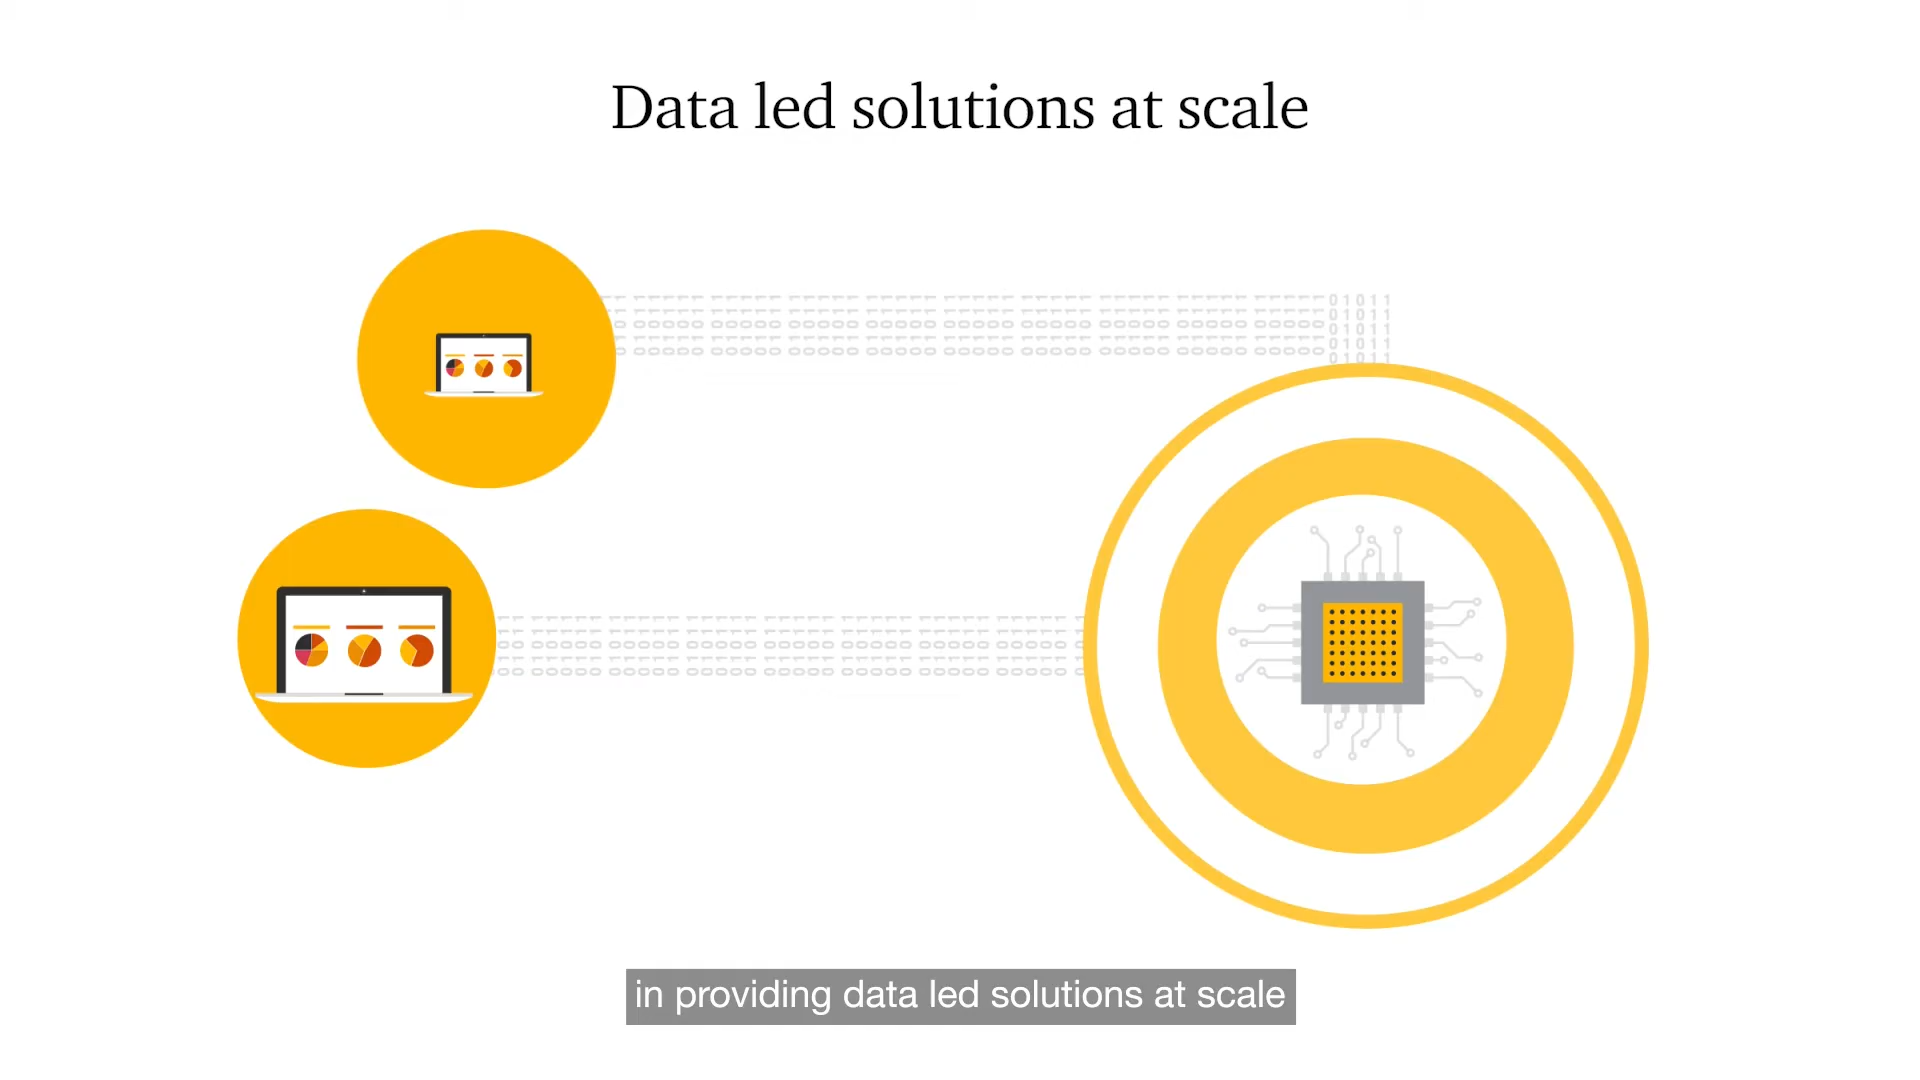 Data led solutions at scale
in providing data led solutions at scale